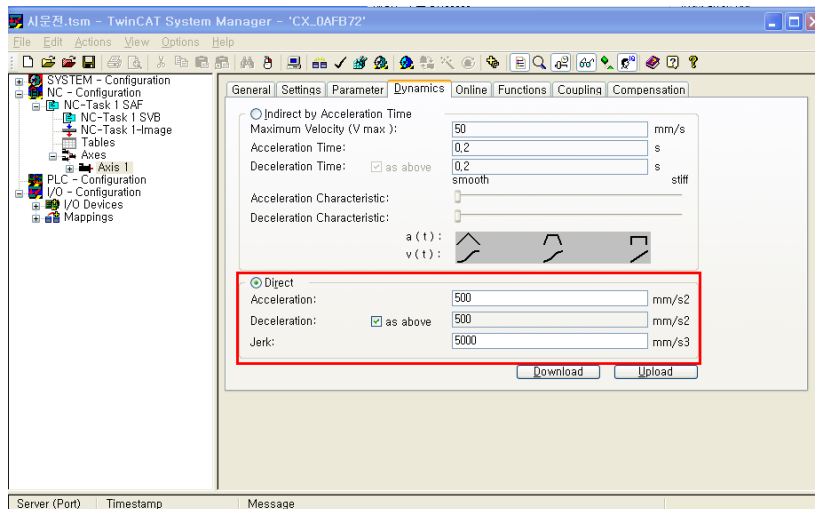 시운전.tsm - TwinCAT System Manager - 'CX_0AFB72'
File Edit Actions View Options Help
SYSTEM - Configuration
NC - Configuration
NC-Task 1 SAF
NC-Task 1 SVB
NC-Task 1-Image
Tables
Axes
Axis 1
PLC - Configuration
I/O - Configuration
I/O Devices
Mappings
General Settings Parameter Dynamics Online Functions Coupling Compensation
Indirect by Acceleration Time
Maximum Velocity (V max ): 50 mm/s
Acceleration Time: 0,2 s
Deceleration Time: as above 0,2 s
smooth stiff
Acceleration Characteristic:
Deceleration Characteristic:
a(t):
v(t):
Direct
Acceleration: 500 mm/s2
Deceleration: as above 500 mm/s2
Jerk: 5000 mm/s3
Download Upload
Server (Port) Timestamp Message